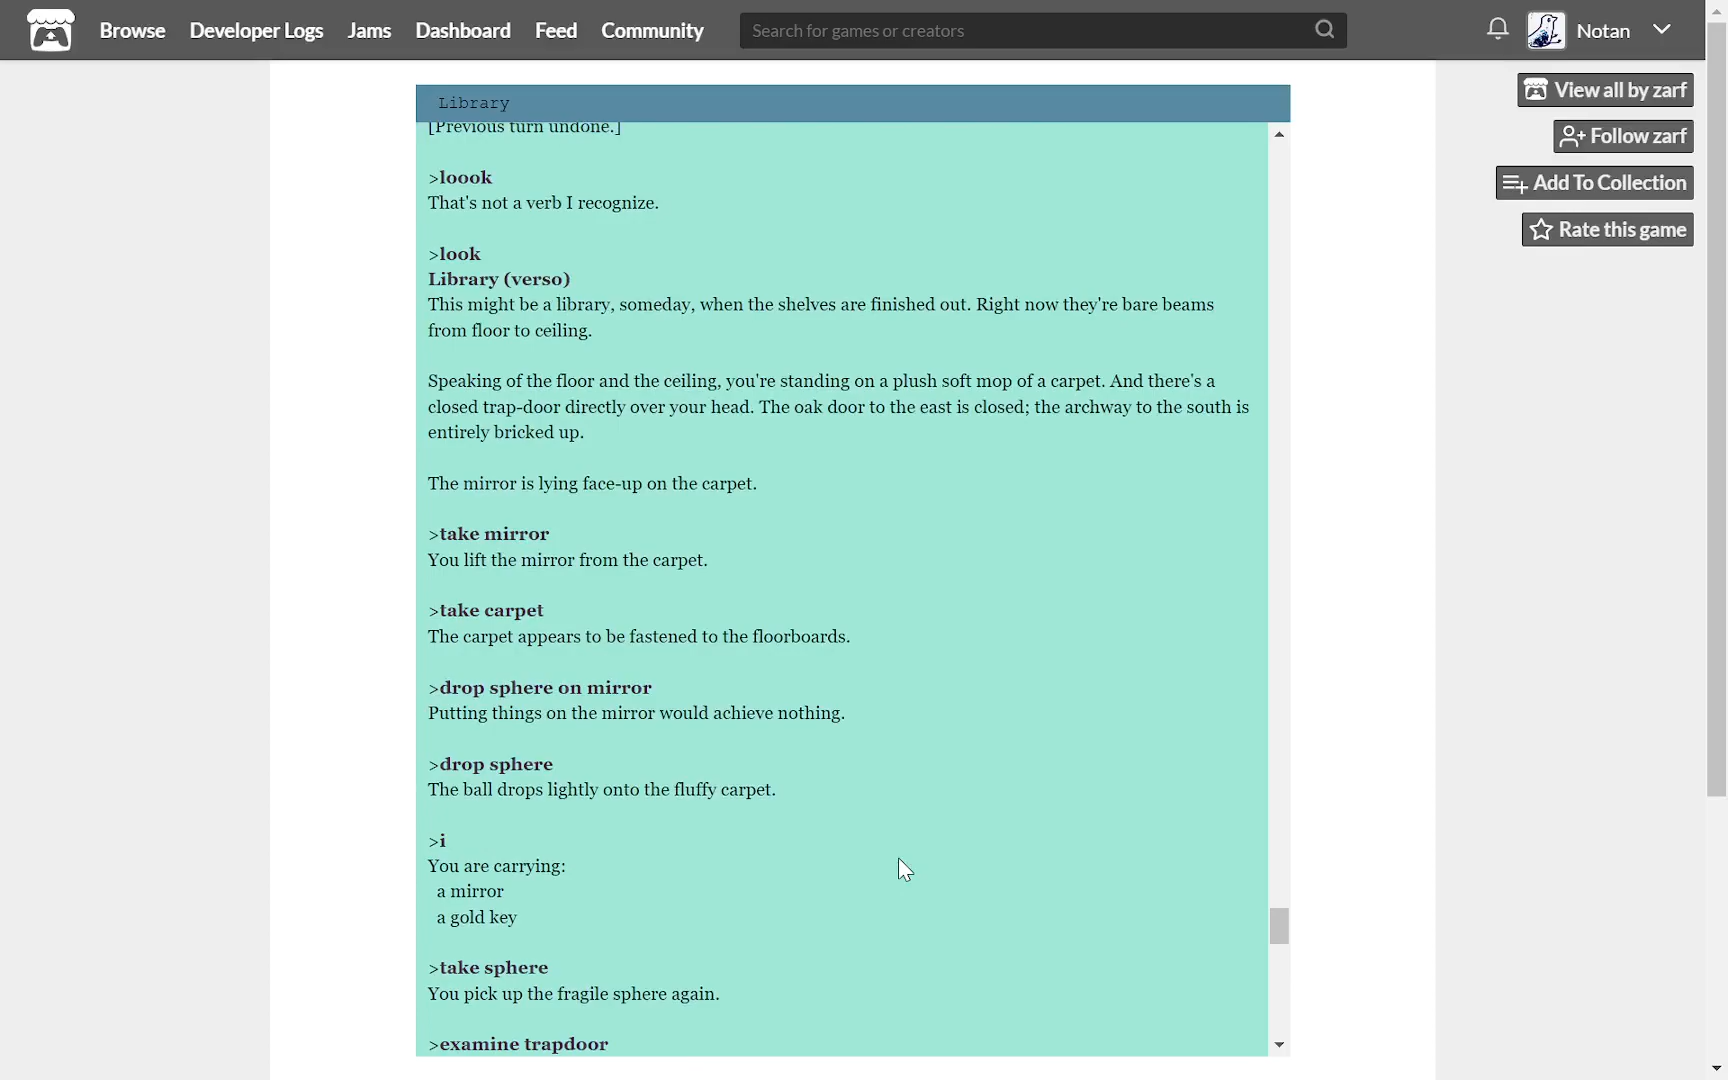 Browse Developer Logs Jams Dashboard Feed Community Search for games or creators Notan
View all by zarf
Follow zarf
Add To Collection
Rate this game
Library
[Previous turn undone.]
>loook
That's not a verb I recognize.
>look
Library (verso)
This might be a library, someday, when the shelves are finished out. Right now they're bare beams
from floor to ceiling.
Speaking of the floor and the ceiling, you're standing on a plush soft mop of a carpet. And there's a
closed trap-door directly over your head. The oak door to the east is closed; the archway to the south is
entirely bricked up.
The mirror is lying face-up on the carpet.
>take mirror
You lift the mirror from the carpet.
>take carpet
The carpet appears to be fastened to the floorboards.
>drop sphere on mirror
Putting things on the mirror would achieve nothing.
>drop sphere
The ball drops lightly onto the fluffy carpet.
>i
You are carrying:
a mirror
a gold key
>take sphere
You pick up the fragile sphere again.
>examine trapdoor